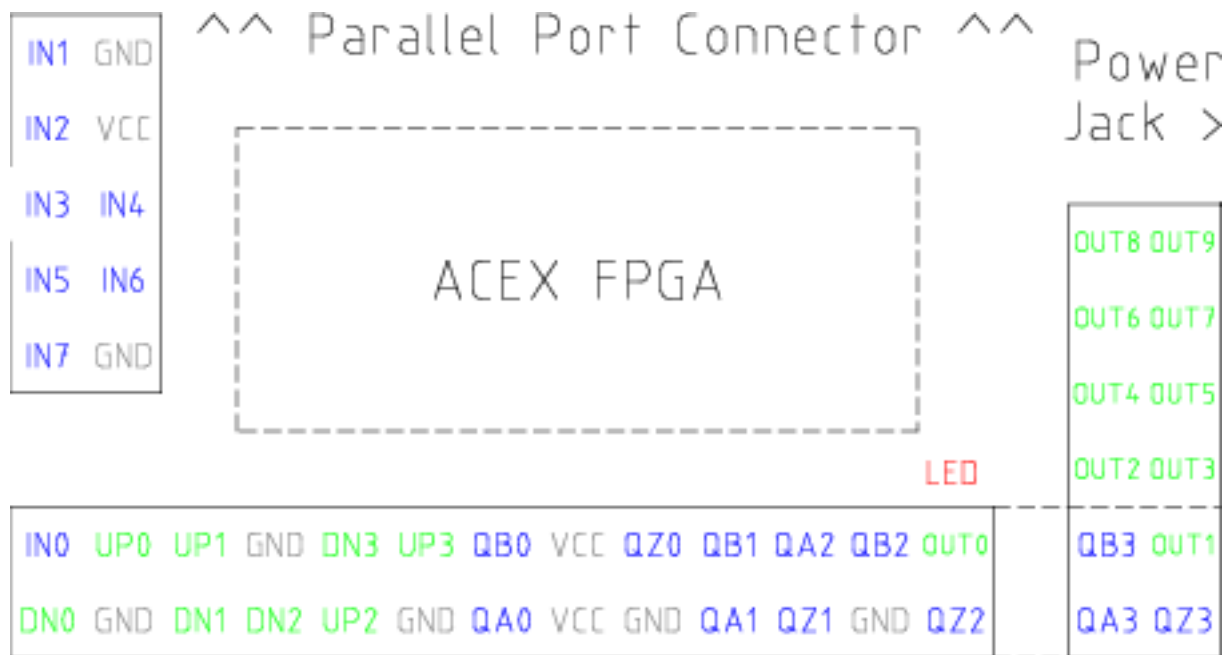 ^^ Parallel Port Connector ^^
Power
Jack >
IN1 GND
IN2 VCC
IN3 IN4
IN5 IN6
IN7 GND
ACEX FPGA
OUT8 OUT9
OUT6 OUT7
OUT4 OUT5
OUT2 OUT3
LED
IN0 UP0 UP1 GND DN3 UP3 QB0 VCC QZ0 QB1 QA2 QB2 OUT0 QB3 OUT1
DN0 GND DN1 DN2 UP2 GND QA0 VCC GND QA1 QZ1 GND QZ2 QA3 QZ3